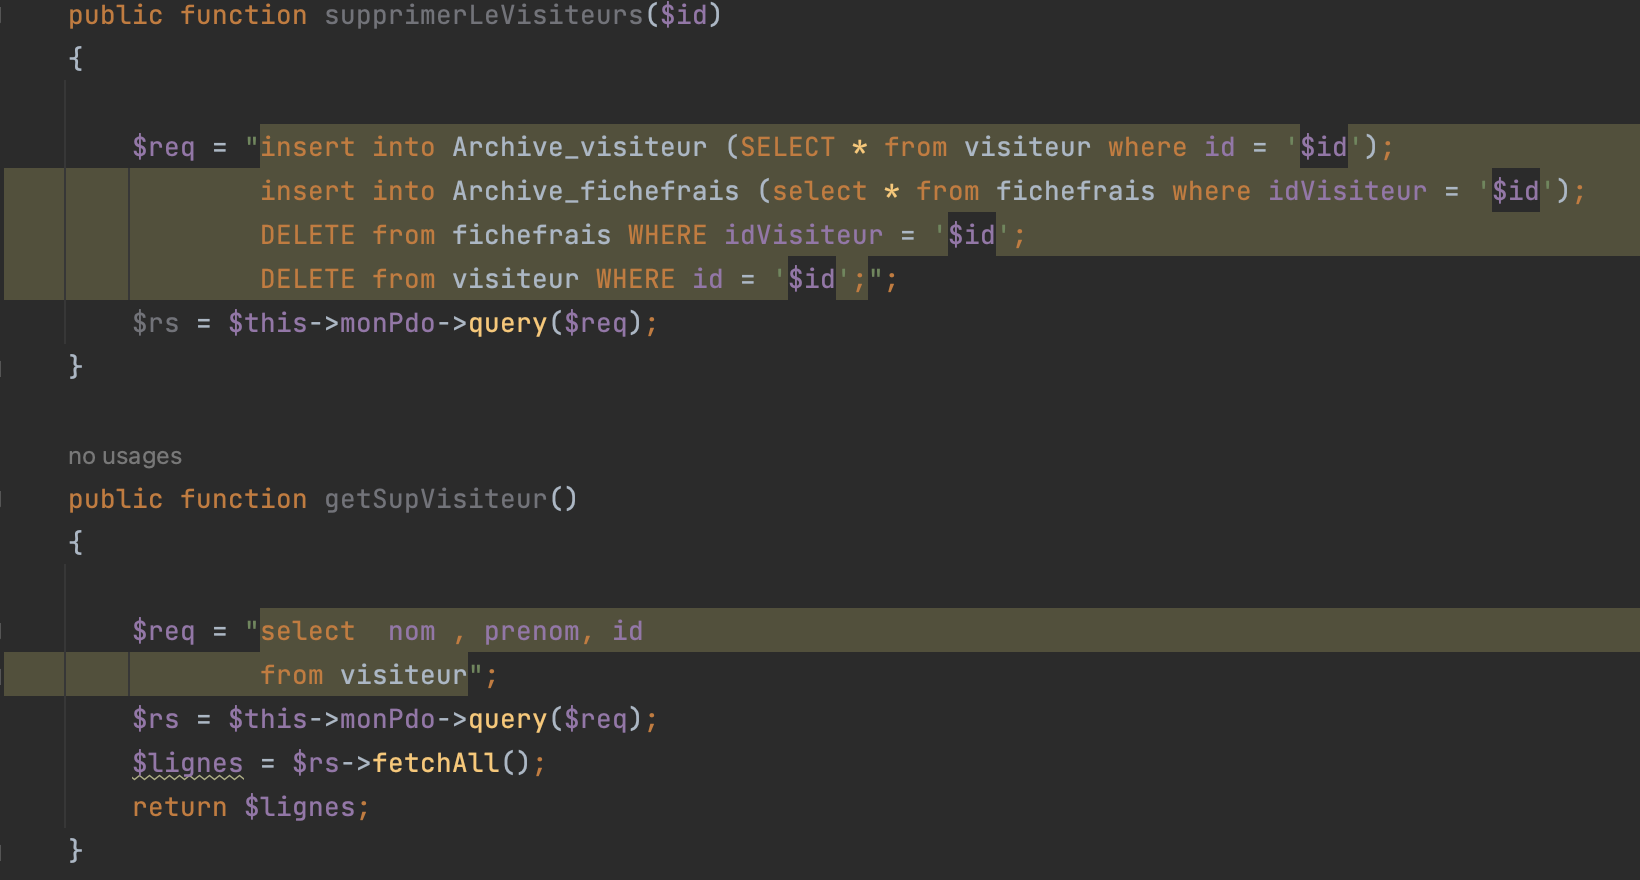 public function supprimerLeVisiteurs($id)
{
$req = "insert into Archive_visiteur (SELECT * from visiteur where id = '$id');
insert into Archive_fichefrais (select * from fichefrais where idVisiteur = '$id');
DELETE from fichefrais WHERE idVisiteur = '$id';
DELETE from visiteur WHERE id = '$id';";
$rs = $this->monPdo->query($req);
}
no usages
public function getSupVisiteur()
{
$req = "select  nom , prenom, id
from visiteur";
$rs = $this->monPdo->query($req);
$lignes = $rs->fetchAll();
return $lignes;
}